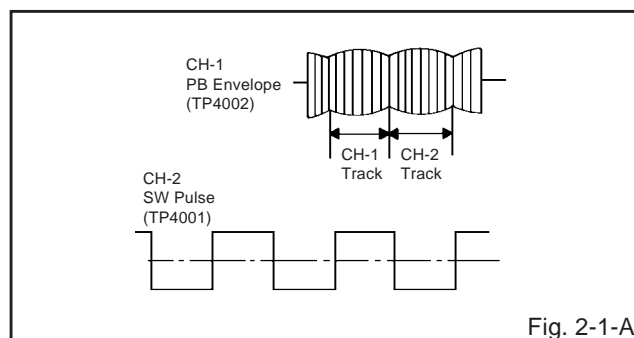 CH-1
PB Envelope
(TP4002)
CH-1
Track
CH-2
Track
CH-2
SW Pulse
(TP4001)
Fig. 2-1-A